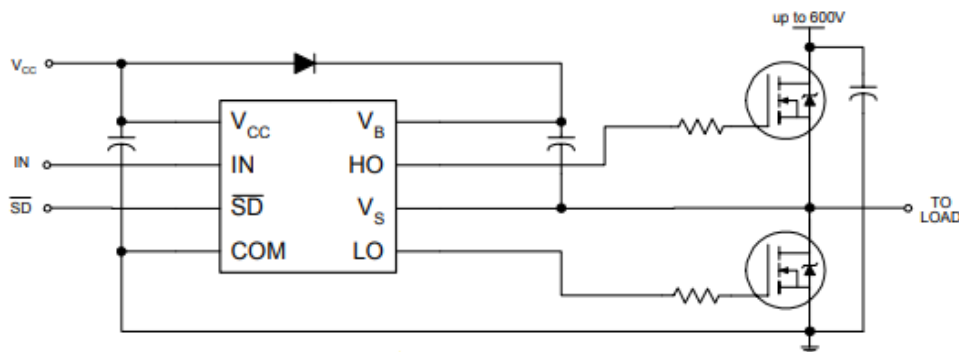 up to 600V
VCC
VCC
VB
IN
IN
HO
SD
SD
VS
TO
LOAD
COM
LO